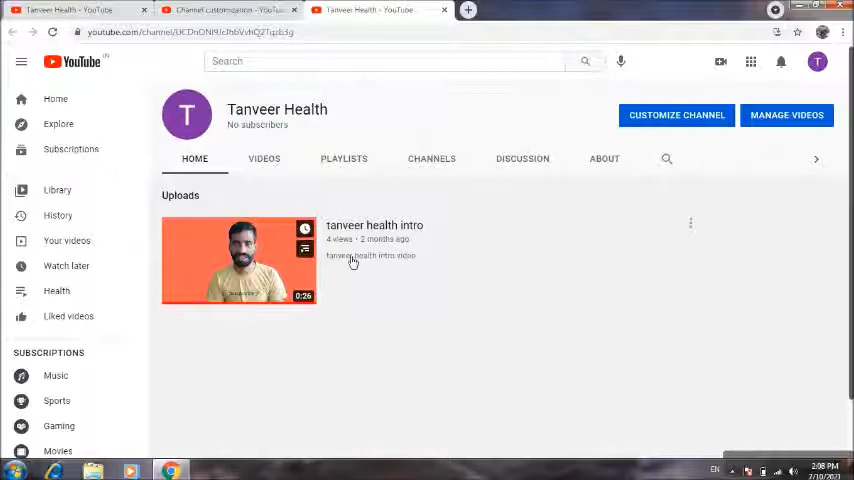 Tanveer Health - YouTube
Channel customization - YouTu
Tanveer Health - YouTube
youtube.com/channel/
YouTube IN
Search
T
Home
Explore
Subscriptions
Library
History
Your videos
Watch later
Health
Liked videos
SUBSCRIPTIONS
Music
Sports
Gaming
Movies
T
Tanveer Health
No subscribers
CUSTOMIZE CHANNEL
MANAGE VIDEOS
HOME
VIDEOS
PLAYLISTS
CHANNELS
DISCUSSION
ABOUT
Uploads
0:26
tanveer health intro
4 views • 2 months ago
tanveer health intro video
EN
2:08 PM
7/10/2021